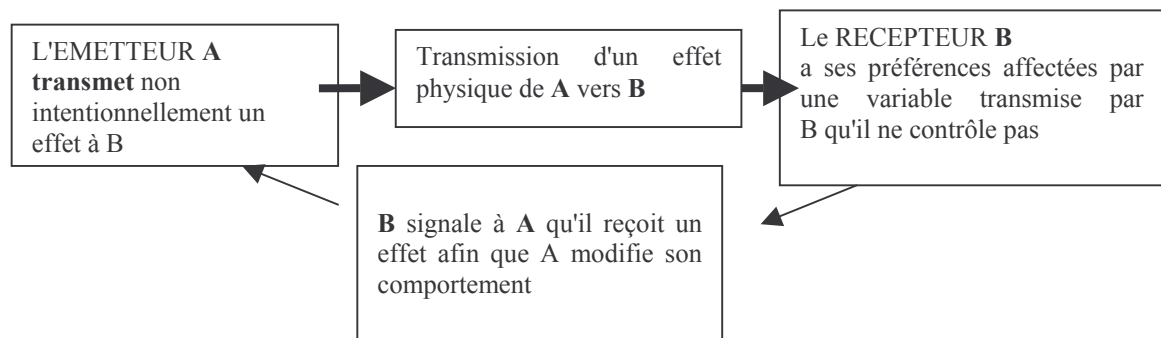 L'EMETTEUR A
transmet non
intentionnellement un
effet à B
Transmission d'un effet
physique de A vers B
Le RECEPTEUR B
a ses préférences affectées par
une variable transmise par
B qu'il ne contrôle pas
B signale à A qu'il reçoit un
effet afin que A modifie son
comportement